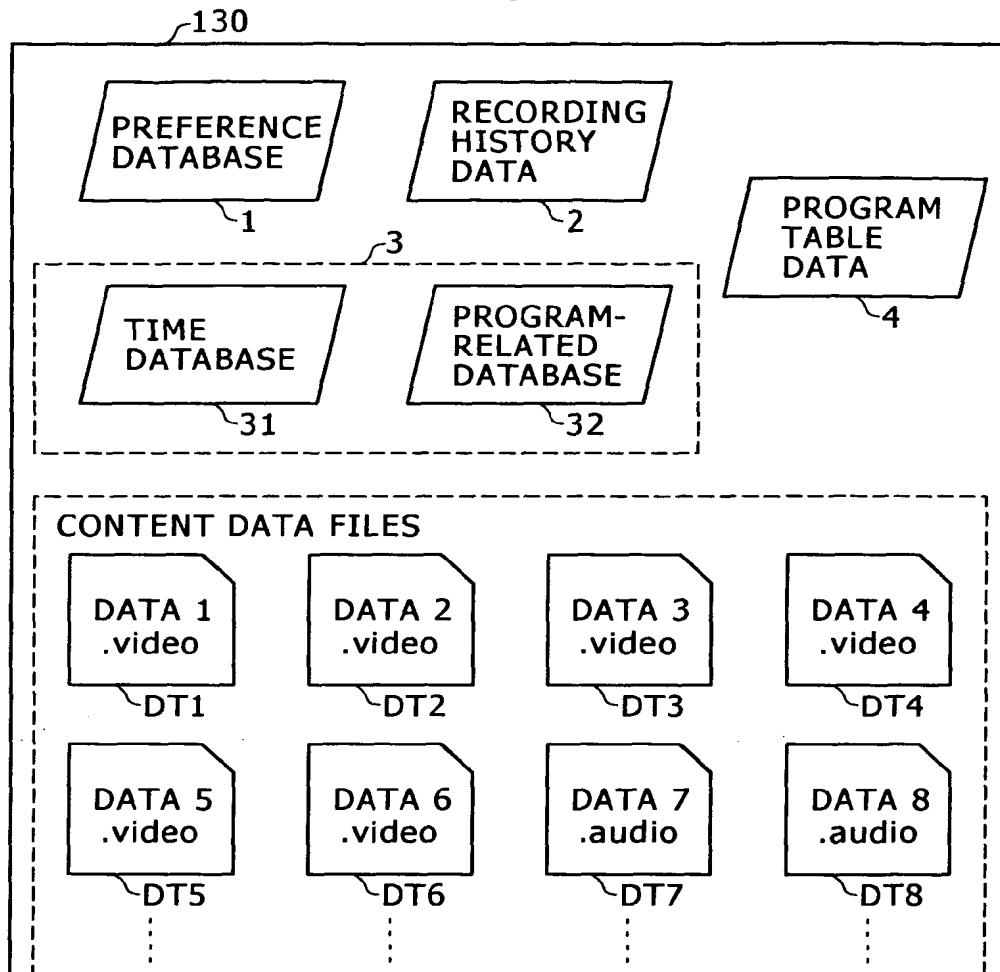 130
PREFERENCE
DATABASE
1
RECORDING
HISTORY
DATA
2
PROGRAM
TABLE
DATA
4
3
TIME
DATABASE
31
PROGRAM-
RELATED
DATABASE
32
CONTENT DATA FILES
DATA 1
.video
DT1
DATA 2
.video
DT2
DATA 3
.video
DT3
DATA 4
.video
DT4
DATA 5
.video
DT5
DATA 6
.video
DT6
DATA 7
.audio
DT7
DATA 8
.audio
DT8